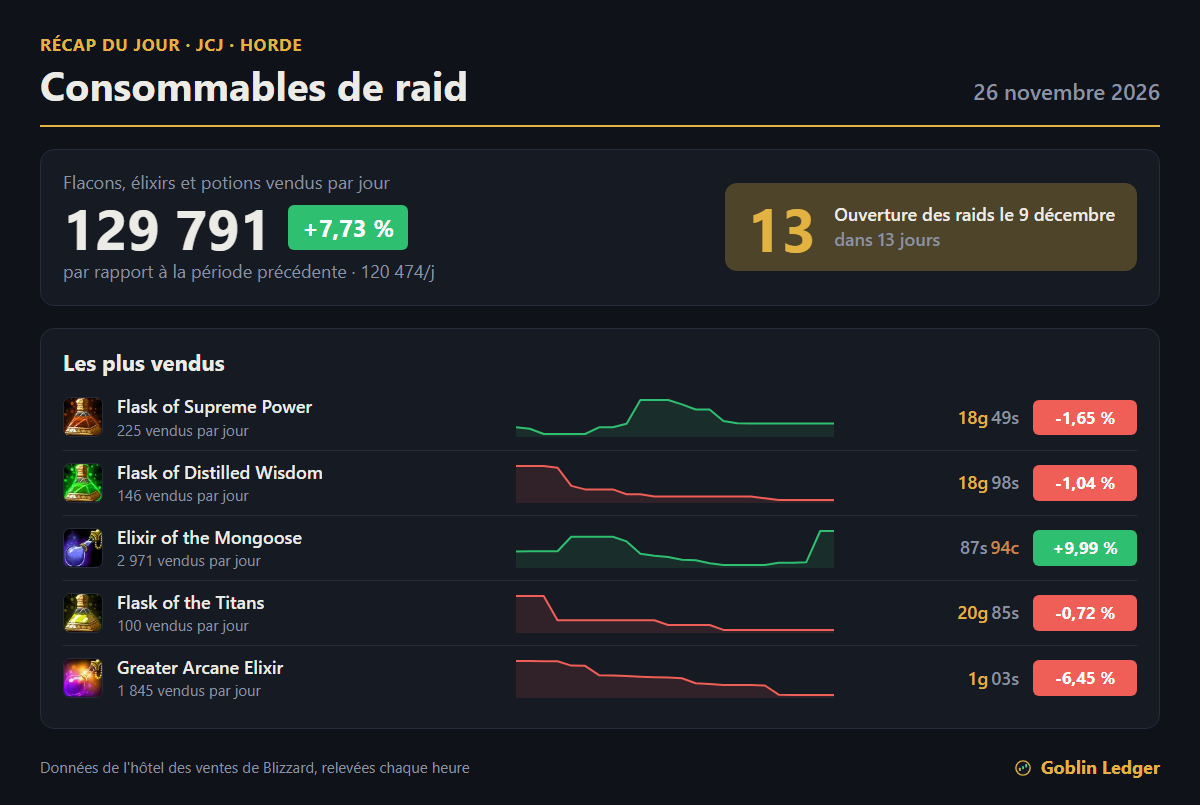 RÉCAP DU JOUR · JCJ · HORDE
Consommables de raid
26 novembre 2026
Flacons, élixirs et potions vendus par jour
129 791
+7,73 %
par rapport à la période précédente · 120 474/j
13
Ouverture des raids le 9 décembre
dans 13 jours
Les plus vendus
Flask of Supreme Power
225 vendus par jour
18g 49s
-1,65 %
Flask of Distilled Wisdom
146 vendus par jour
18g 98s
-1,04 %
Elixir of the Mongoose
2 971 vendus par jour
87s 94c
+9,99 %
Flask of the Titans
100 vendus par jour
20g 85s
-0,72 %
Greater Arcane Elixir
1 845 vendus par jour
1g 03s
-6,45 %
Données de l'hôtel des ventes de Blizzard, relevées chaque heure
Goblin Ledger